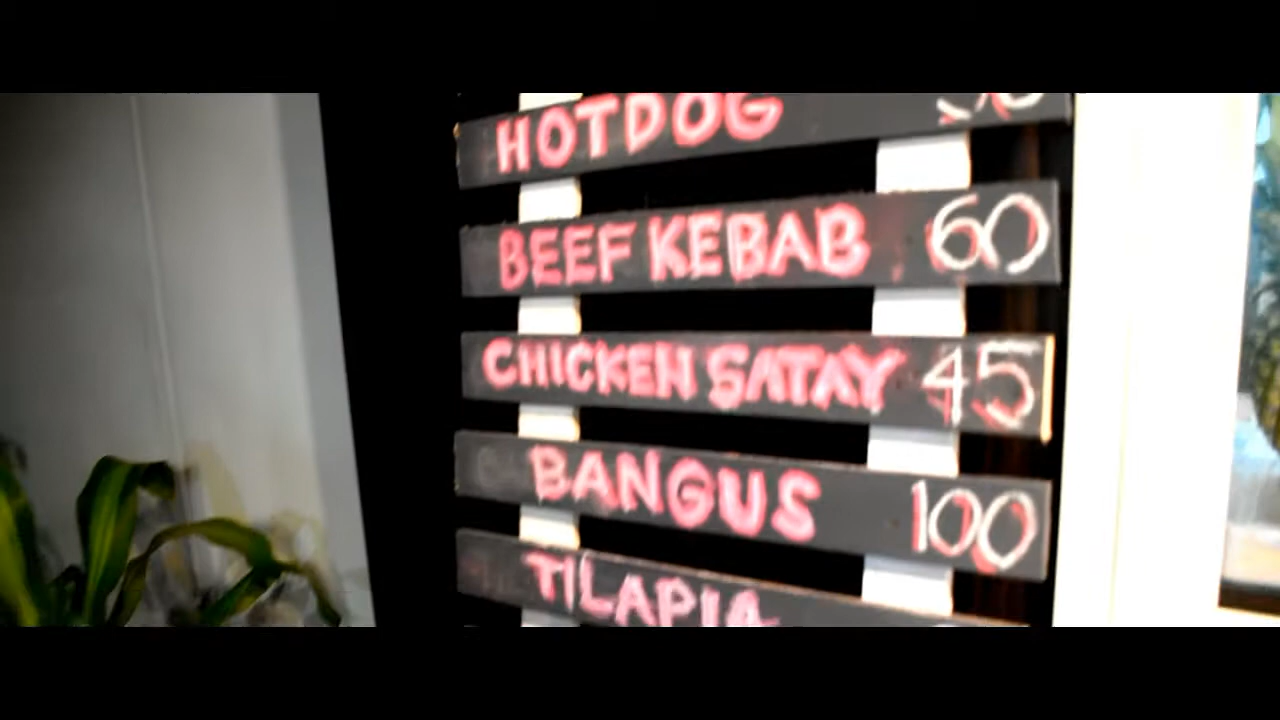 HOTDOG
BEEF KEBAB 60
CHICKEN SATAY 45
BANGUS 100
TILAPIA